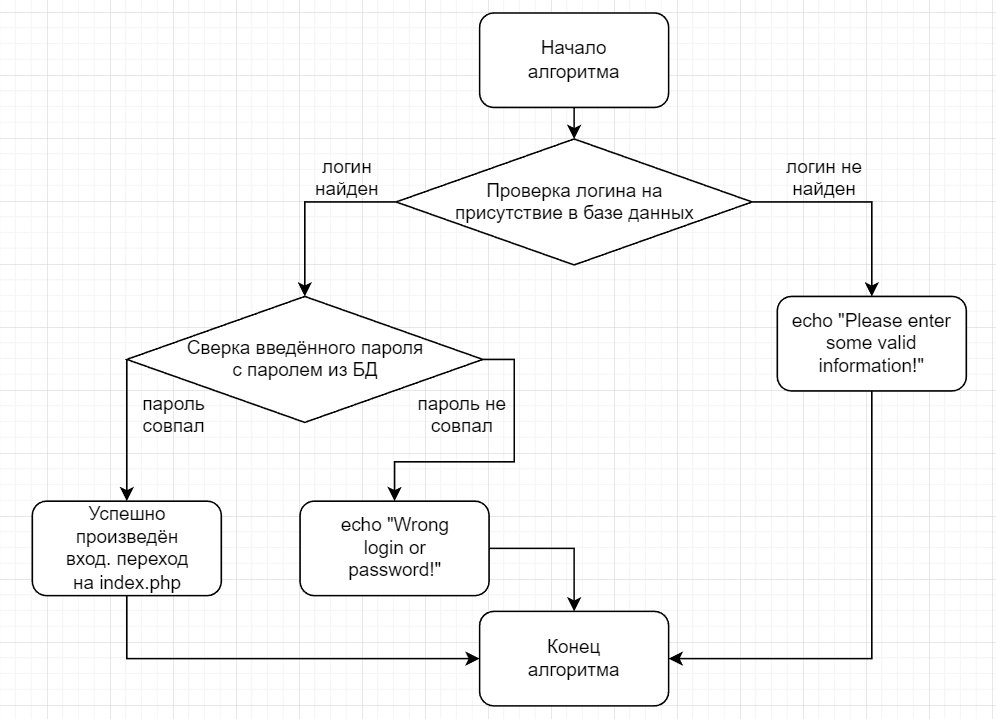 Начало
алгоритма
логин
найден
Проверка логина на
присутствие в базе данных
логин не
найден
echo "Please enter
some valid
information!"
Сверка введённого пароля
с паролем из БД
пароль
совпал
пароль не
совпал
Успешно
произведён
вход. переход
на index.php
echo "Wrong
login or
password!"
Конец
алгоритма